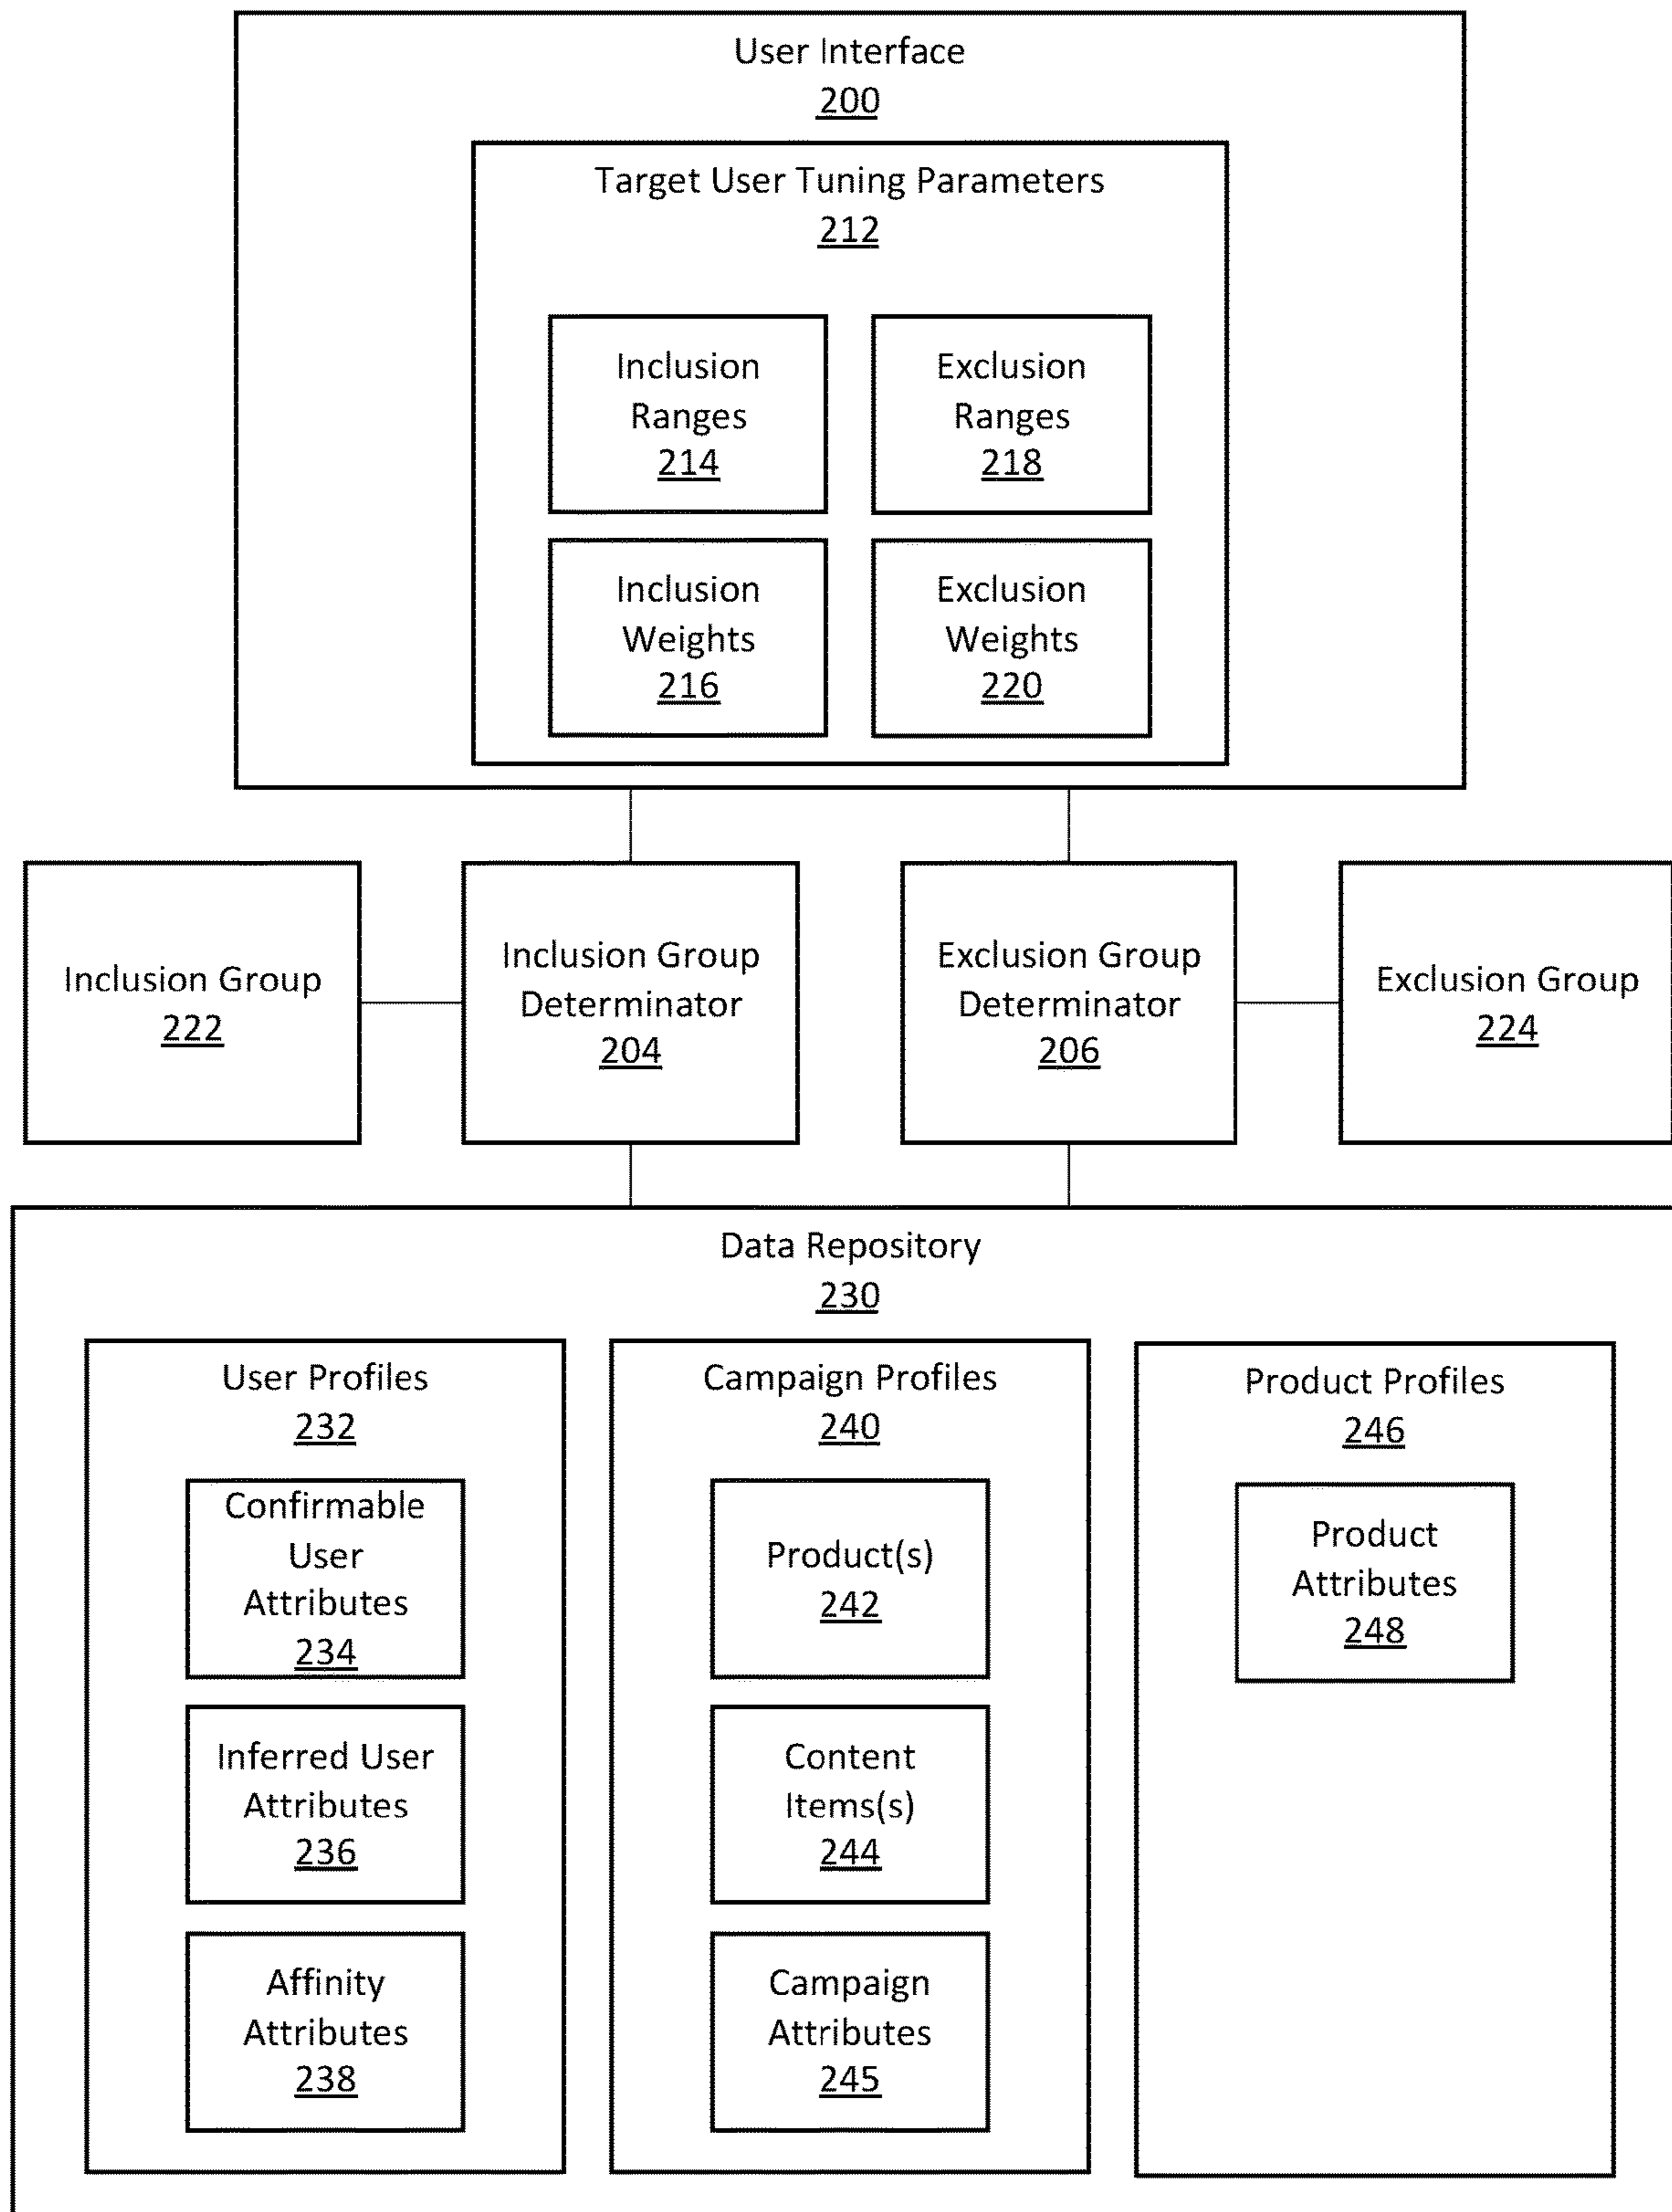 User Interface
200
Target User Tuning Parameters
212
Inclusion
Ranges
214
Exclusion
Ranges
218
Inclusion
Weights
216
Exclusion
Weights
220
Inclusion Group
222
Inclusion Group
Determinator
204
Exclusion Group
Determinator
206
Exclusion Group
224
Data Repository
230
User Profiles
232
Confirmable
User
Attributes
234
Inferred User
Attributes
236
Affinity
Attributes
238
Campaign Profiles
240
Product(s)
242
Content
Items(s)
244
Campaign
Attributes
245
Product Profiles
246
Product
Attributes
248